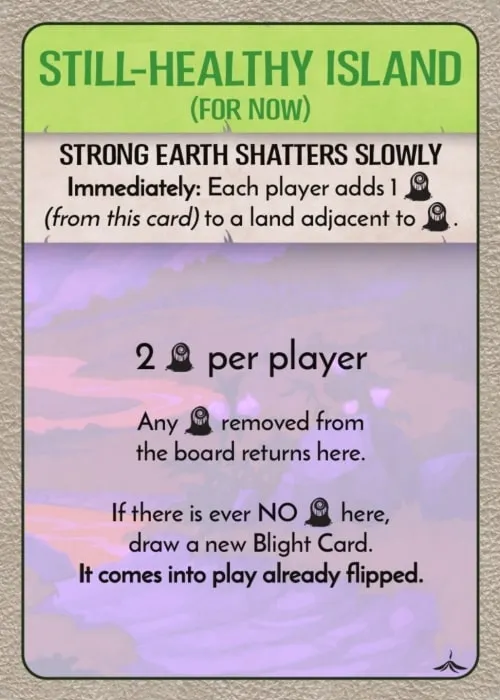 STILL-HEALTHY ISLAND
(FOR NOW)
STRONG EARTH SHATTERS SLOWLY
Immediately: Each player adds 1
(from this card) to a land adjacent to .
2 per player
Any removed from
the board returns here.
If there is ever NO here,
draw a new Blight Card.
It comes into play already flipped.